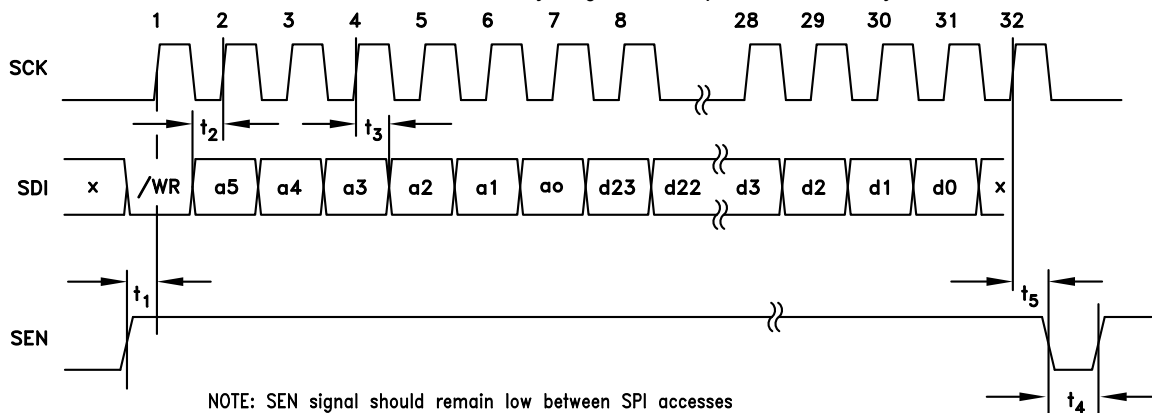 1 2 3 4 5 6 7 8 28 29 30 31 32
SCK
t2 t3
SDI x /WR a5 a4 a3 a2 a1 ao d23 d22 d3 d2 d1 d0 x
t1 t5
SEN
NOTE: SEN signal should remain low between SPI accesses
t4